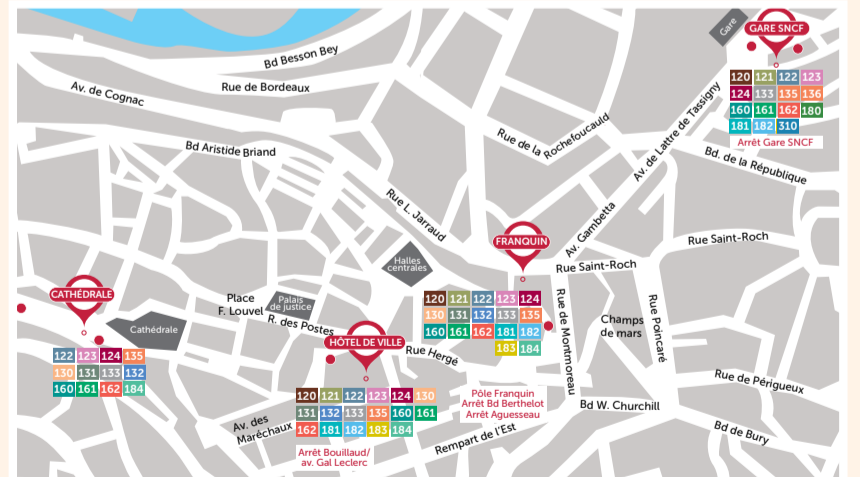 Gare
GARE SNCF
120 121 122 123
124 133 135 136
160 161 162 180
181 182 310
Arrêt Gare SNCF
Bd Besson Bey
Rue de Bordeaux
Av. de Cognac
Bd Aristide Briand
Rue de la Rochefoucauld
Av. de Lattre de Tassigny
Bd. de la République
Rue L. Jarraud
Av. Gambetta
FRANQUIN
Rue Saint-Roch
Rue Saint-Roch
Halles
centrales
120 121 122 123 124
130 131 132 133 135
160 161 162 181 182
183 184
Pôle Franquin
Arrêt Bd Berthelot
Arrêt Aguesseau
Rue de Montmoreau
Champs
de mars
Rue Poincaré
CATHÉDRALE
Cathédrale
122 123 124 135
130 131 133 132
160 161 162 184
Place
F. Louvel
Palais
de justice
R. des Postes
HÔTEL DE VILLE
Rue Hergé
120 121 122 123 124 130
131 132 133 135 160 161
162 181 182 183 184
Arrêt Bouillaud/
av. Gal Leclerc
Av. des
Maréchaux
Rempart de l'Est
Bd W. Churchill
Rue de Périgueux
Bd de Bury